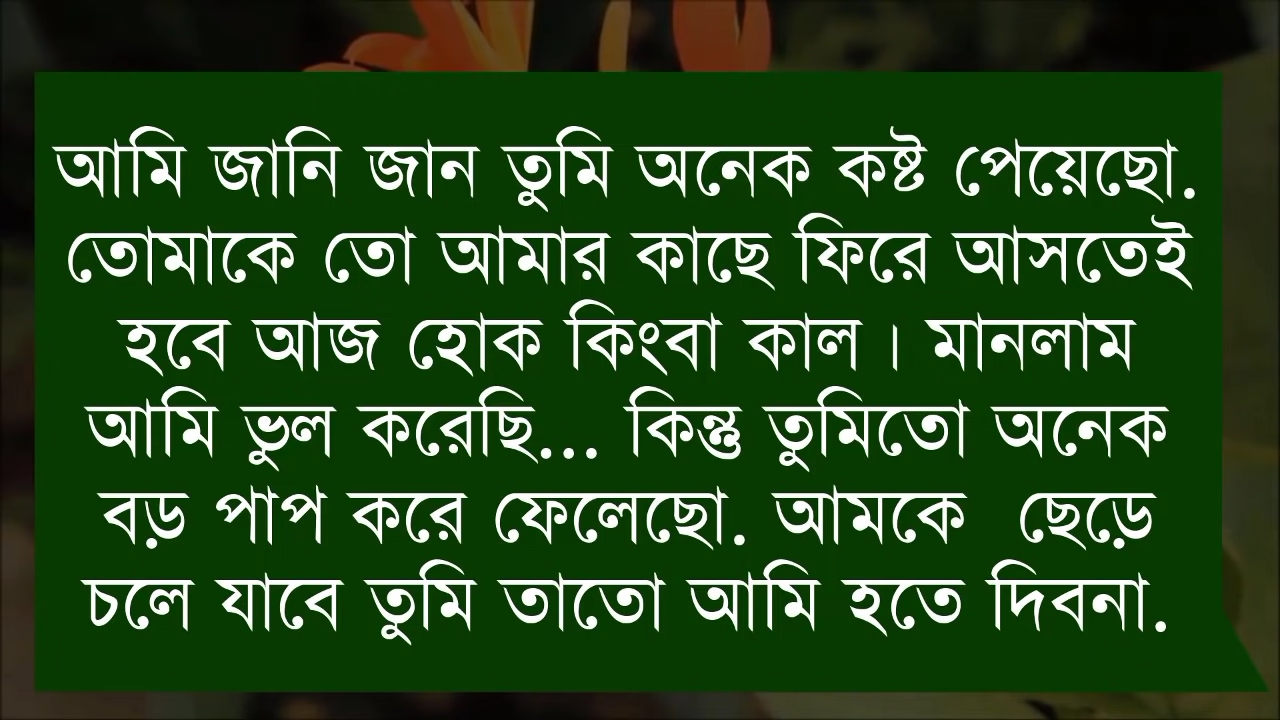 আমি জানি জান তুমি অনেক কষ্ট পেয়েছো.
তোমাকে তো আমার কাছে ফিরে আসতেই
হবে আজ হোক কিংবা কাল। মানলাম
আমি ভুল করেছি... কিন্তু তুমিতো অনেক
বড় পাপ করে ফেলেছো. আমকে  ছেড়ে
চলে যাবে তুমি তাতো আমি হতে দিবনা.